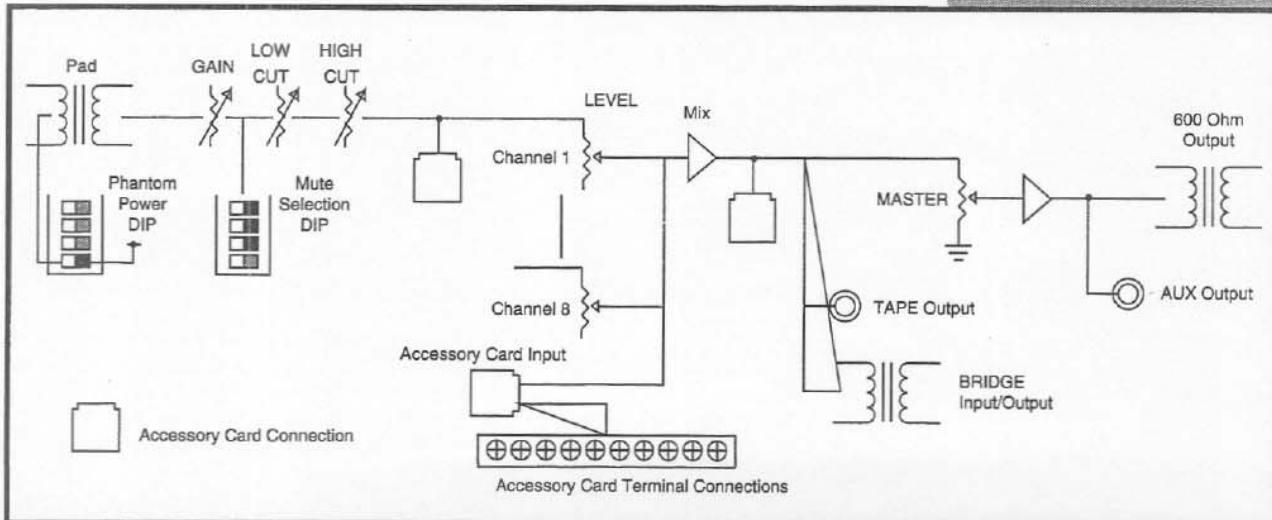 Pad
GAIN
LOW
CUT
HIGH
CUT
LEVEL
Mix
600 Ohm
Output
Channel 1
Phantom
Power
DIP
Mute
Selection
DIP
MASTER
Channel 8
TAPE Output
AUX Output
Accessory Card Input
BRIDGE
Input/Output
Accessory Card Connection
Accessory Card Terminal Connections